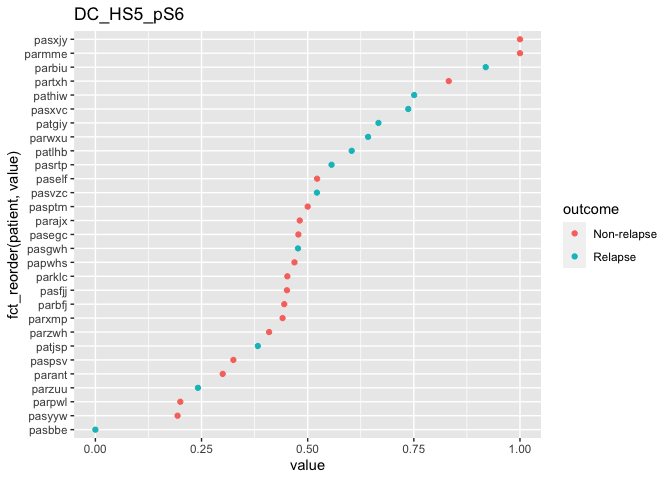 DC_HS5_pS6
fct_reorder(patient, value)
pasxjy
parmme
parbiu
partxh
pathiw
pasxvc
patgiy
parwxu
patlhb
pasrtp
paself
pasvzc
pasptm
parajx
pasegc
pasgwh
papwhs
parklc
pasfjj
parbfj
parxmp
parzwh
patjsp
paspsv
parant
parzuu
parpwl
pasyyw
pasbbe
0.00 0.25 0.50 0.75 1.00
value
outcome
Non-relapse
Relapse